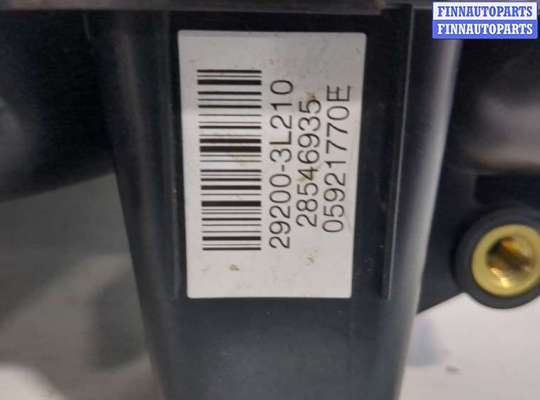 FINNAUTOPARTS
FINNAUTOPARTS
29200-3L210
28546935
05921770E